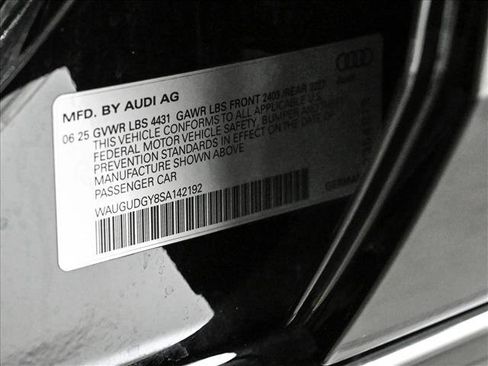 MFD. BY AUDI AG
06 25 GVWR LBS 4431 GAWR LBS FRONT 2403 /REAR
THIS VEHICLE CONFORMS TO ALL APPLICABLE U.S.
FEDERAL MOTOR VEHICLE SAFETY, BUMPER AND THEFT
PREVENTION STANDARDS IN EFFECT ON THE DATE OF
MANUFACTURE SHOWN ABOVE
PASSENGER CAR
WAUGUDGY8SA142192
GERMANY